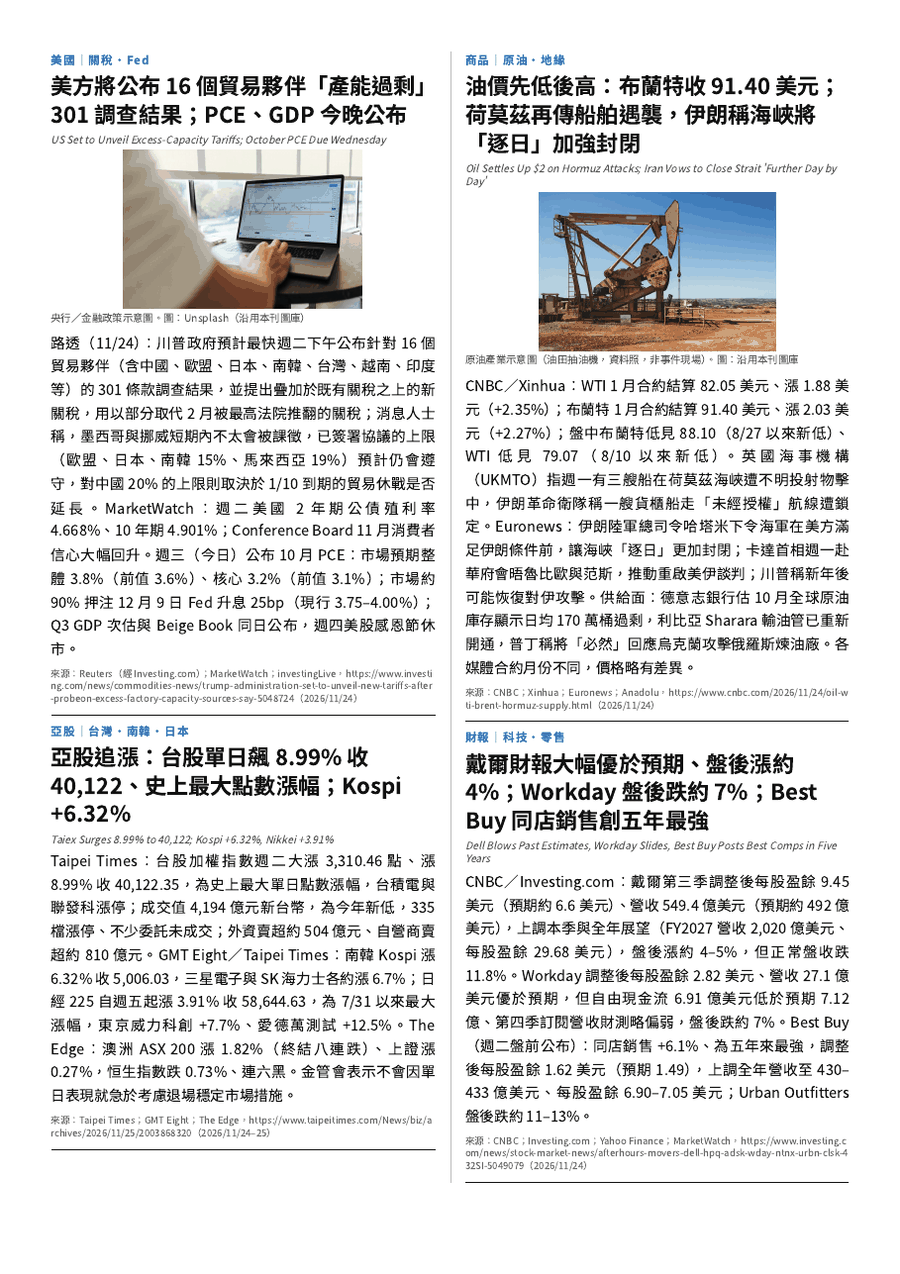 美國｜關稅・Fed
美方將公布 16 個貿易夥伴「產能過剩」
301 調查結果；PCE、GDP 今晚公布
US Set to Unveil Excess-Capacity Tariffs; October PCE Due Wednesday
央行／金融政策示意圖。圖：Unsplash（沿用本刊圖庫）
路透（11/24）：川普政府預計最快週二下午公布針對 16 個
貿易夥伴（含中國、歐盟、日本、南韓、台灣、越南、印度
等）的 301 條款調查結果，並提出疊加於既有關稅之上的新
關稅，用以部分取代 2 月被最高法院推翻的關稅；消息人士
稱，墨西哥與挪威短期內不太會被課徵，已簽署協議的上限
（歐盟、日本、南韓 15%、馬來西亞 19%）預計仍會遵
守，對中國 20% 的上限則取決於 1/10 到期的貿易休戰是否
延長。MarketWatch：週二美國 2 年期公債殖利率
4.668%、10 年期 4.901%；Conference Board 11 月消費者
信心大幅回升。週三（今日）公布 10 月 PCE：市場預期整
體 3.8%（前值 3.6%）、核心 3.2%（前值 3.1%）；市場約
90% 押注 12 月 9 日 Fed 升息 25bp（現行 3.75–4.00%）；
Q3 GDP 次估與 Beige Book 同日公布，週四美股感恩節休
市。
來源：Reuters（經 Investing.com）；MarketWatch；investingLive，https://www.investi
ng.com/news/commodities-news/trump-administration-set-to-unveil-new-tariffs-after
-probeon-excess-factory-capacity-sources-say-5048724（2026/11/24）
亞股｜台灣・南韓・日本
亞股追漲：台股單日飆 8.99% 收
40,122、史上最大點數漲幅；Kospi
+6.32%
Taiex Surges 8.99% to 40,122; Kospi +6.32%, Nikkei +3.91%
Taipei Times：台股加權指數週二大漲 3,310.46 點、漲
8.99% 收 40,122.35，為史上最大單日點數漲幅，台積電與
聯發科漲停；成交值 4,194 億元新台幣，為今年新低，335
檔漲停、不少委託未成交；外資賣超約 504 億元、自營商賣
超約 810 億元。GMT Eight／Taipei Times：南韓 Kospi 漲
6.32% 收 5,006.03，三星電子與 SK 海力士各約漲 6.7%；日
經 225 自週五起漲 3.91% 收 58,644.63，為 7/31 以來最大
漲幅，東京威力科創 +7.7%、愛德萬測試 +12.5%。The
Edge：澳洲 ASX 200 漲 1.82%（終結八連跌）、上證漲
0.27%，恒生指數跌 0.73%、連六黑。金管會表示不會因單
日表現就急於考慮退場穩定市場措施。
來源：Taipei Times；GMT Eight；The Edge，https://www.taipeitimes.com/News/biz/a
rchives/2026/11/25/2003868320（2026/11/24–25）
商品｜原油・地緣
油價先低後高：布蘭特收 91.40 美元；
荷莫茲再傳船舶遇襲，伊朗稱海峽將
「逐日」加強封閉
Oil Settles Up $2 on Hormuz Attacks; Iran Vows to Close Strait 'Further Day by
Day'
原油產業示意圖（油田抽油機，資料照，非事件現場）。圖：沿用本刊圖庫
CNBC／Xinhua：WTI 1 月合約結算 82.05 美元、漲 1.88 美
元（+2.35%）；布蘭特 1 月合約結算 91.40 美元、漲 2.03 美
元（+2.27%）；盤中布蘭特低見 88.10（8/27 以來新低）、
WTI 低見 79.07（8/10 以來新低）。英國海事機構
（UKMTO）指週一有三艘船在荷莫茲海峽遭不明投射物擊
中，伊朗革命衛隊稱一艘貨櫃船走「未經授權」航線遭鎖
定。Euronews：伊朗陸軍總司令哈塔米下令海軍在美方滿
足伊朗條件前，讓海峽「逐日」更加封閉；卡達首相週一赴
華府會晤魯比歐與范斯，推動重啟美伊談判；川普稱新年後
可能恢復對伊攻擊。供給面：德意志銀行估 10 月全球原油
庫存顯示日均 170 萬桶過剩，利比亞 Sharara 輸油管已重新
開通，普丁稱將「必然」回應烏克蘭攻擊俄羅斯煉油廠。各
媒體合約月份不同，價格略有差異。
來源：CNBC；Xinhua；Euronews；Anadolu，https://www.cnbc.com/2026/11/24/oil-w
ti-brent-hormuz-supply.html（2026/11/24）
財報｜科技・零售
戴爾財報大幅優於預期、盤後漲約
4%；Workday 盤後跌約 7%；Best
Buy 同店銷售創五年最強
Dell Blows Past Estimates, Workday Slides, Best Buy Posts Best Comps in Five
Years
CNBC／Investing.com：戴爾第三季調整後每股盈餘 9.45
美元（預期約 6.6 美元）、營收 549.4 億美元（預期約 492 億
美元），上調本季與全年展望（FY2027 營收 2,020 億美元、
每股盈餘 29.68 美元），盤後漲約 4–5%，但正常盤收跌
11.8%。Workday 調整後每股盈餘 2.82 美元、營收 27.1 億
美元優於預期，但自由現金流 6.91 億美元低於預期 7.12
億、第四季訂閱營收財測略偏弱，盤後跌約 7%。Best Buy
（週二盤前公布）：同店銷售 +6.1%、為五年來最強，調整
後每股盈餘 1.62 美元（預期 1.49），上調全年營收至 430–
433 億美元、每股盈餘 6.90–7.05 美元；Urban Outfitters
盤後跌約 11–13%。
來源：CNBC；Investing.com；Yahoo Finance；MarketWatch，https://www.investing.c
om/news/stock-market-news/afterhours-movers-dell-hpq-adsk-wday-ntnx-urbn-clsk-4
32SI-5049079（2026/11/24）